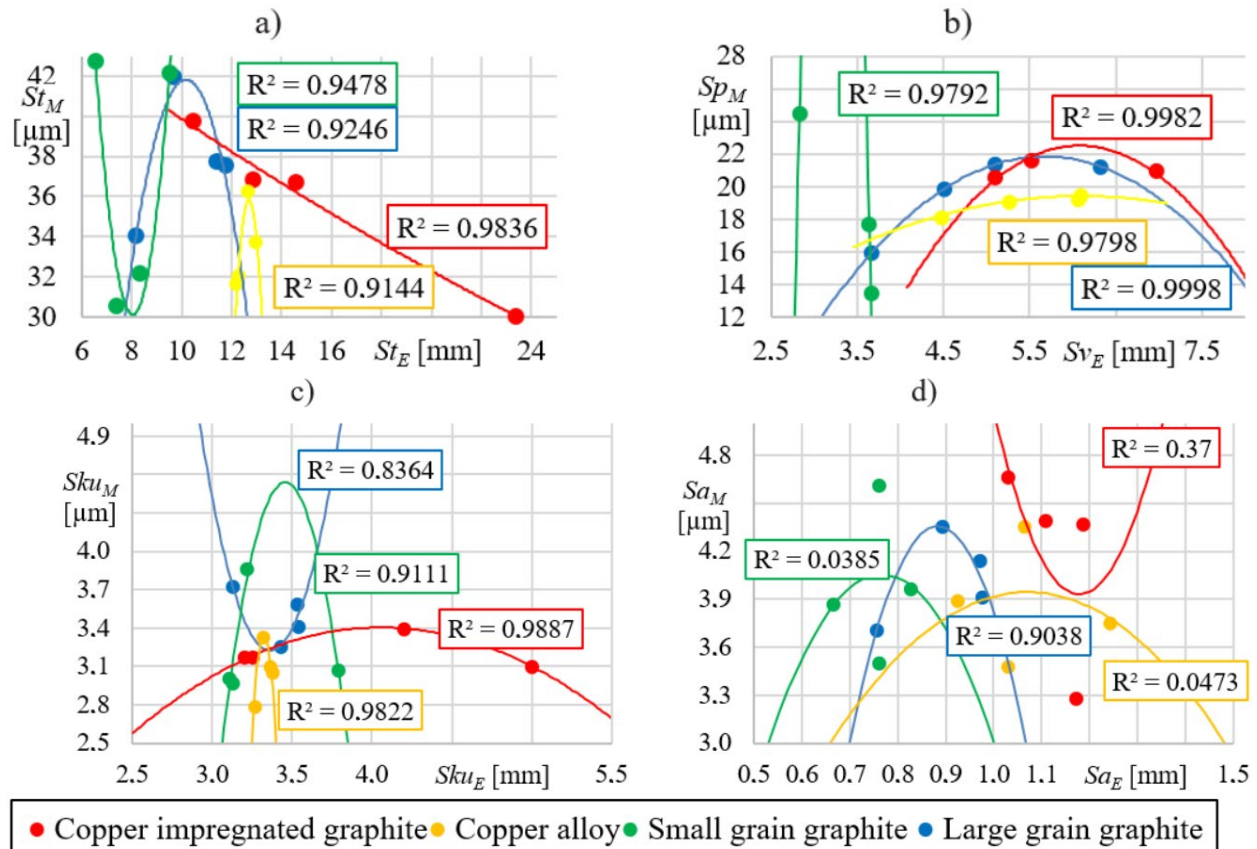 a)
42
St_M
[µm]
38
36
34
32
30
6 8 10 12 14 16 St_E [mm] 24
R² = 0.9478
R² = 0.9246
R² = 0.9836
R² = 0.9144
b)
28
Sp_M
[µm]
24
22
20
18
16
14
12
2.5 3.5 4.5 5.5 Sv_E [mm] 7.5
R² = 0.9792
R² = 0.9982
R² = 0.9798
R² = 0.9998
c)
4.9
Sku_M
[µm]
4.0
3.7
3.4
3.1
2.8
2.5
2.5 3.0 3.5 4.0 Sku_E [mm] 5.5
R² = 0.8364
R² = 0.9111
R² = 0.9887
R² = 0.9822
d)
4.8
Sa_M
[µm]
4.2
3.9
3.6
3.3
3.0
0.5 0.6 0.7 0.8 0.9 1.0 1.1 Sa_E [mm] 1.5
R² = 0.37
R² = 0.0385
R² = 0.9038
R² = 0.0473
Copper impregnated graphite Copper alloy Small grain graphite Large grain graphite